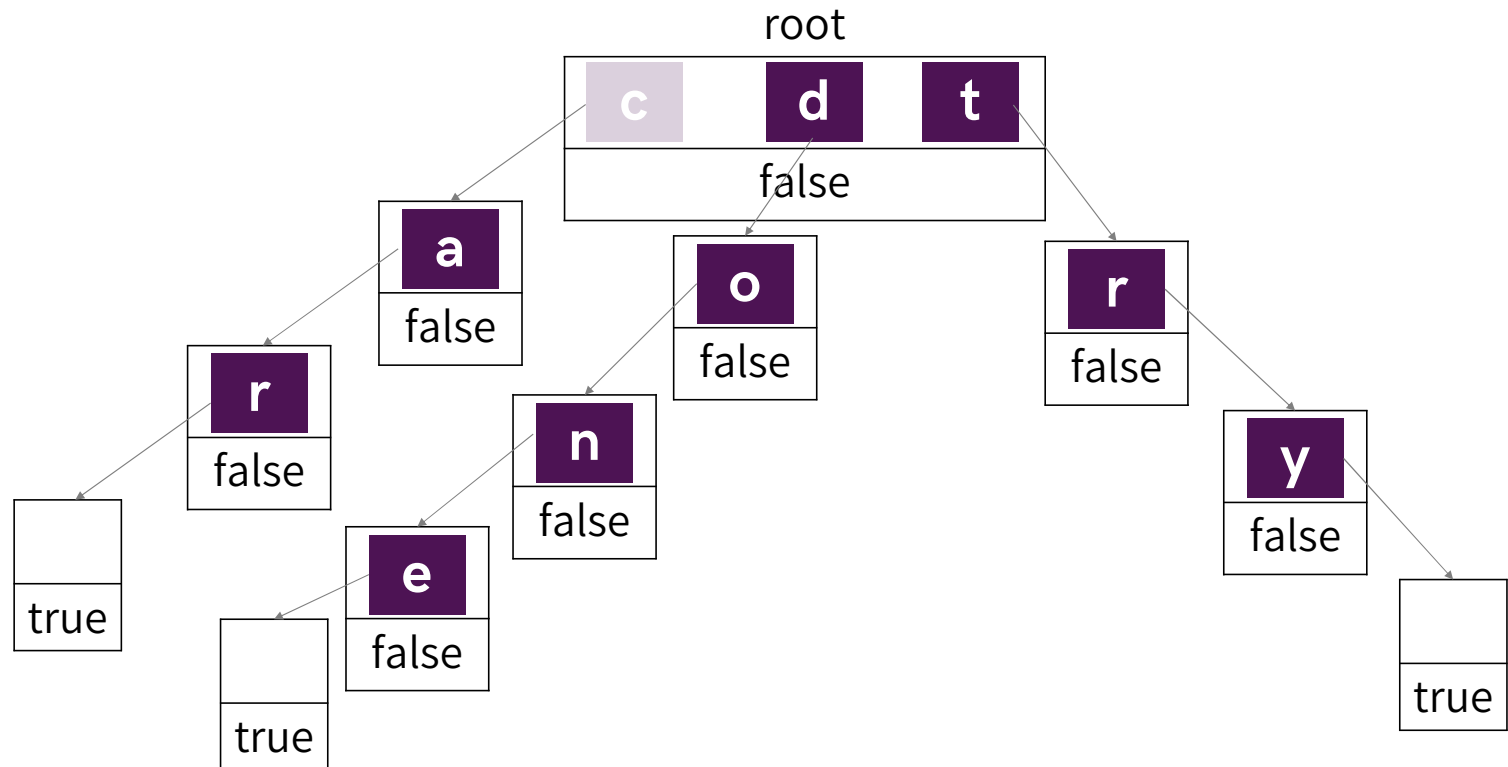 root
c d t
false
a
false
o
false
r
false
r
false
n
false
y
false
true
e
false
true
true